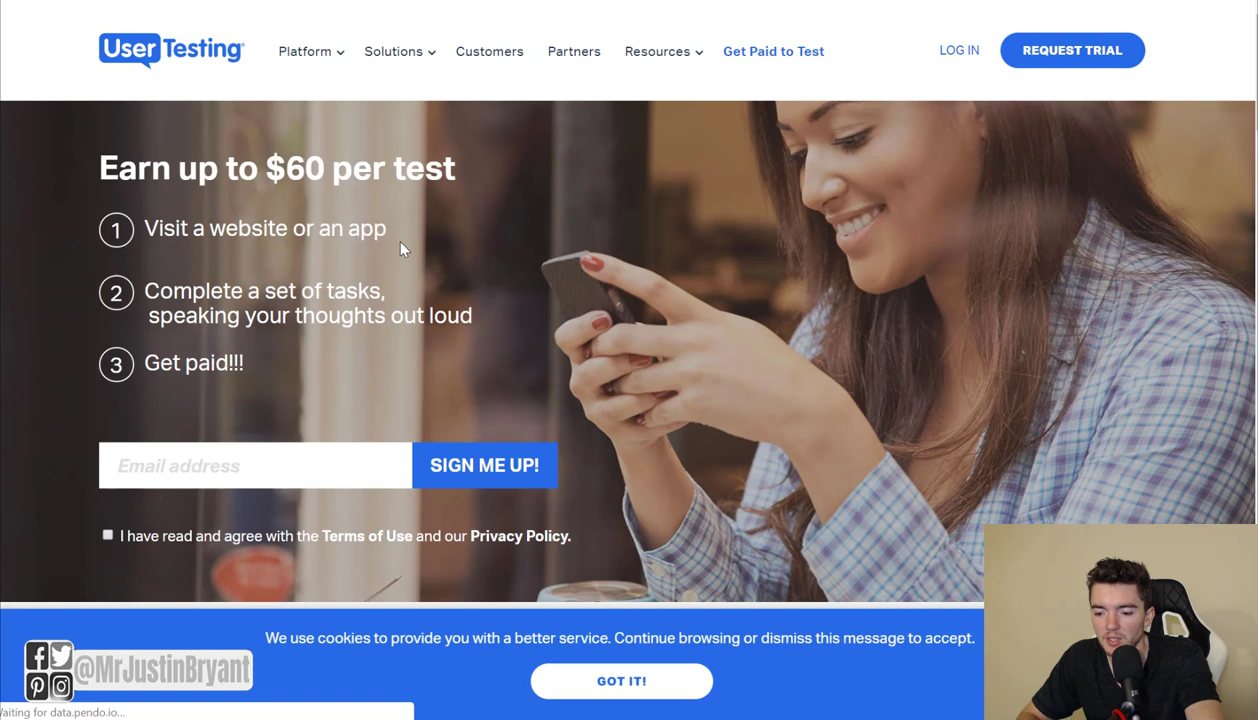 User Testing
Platform
Solutions
Customers
Partners
Resources
Get Paid to Test
LOG IN
REQUEST TRIAL
Earn up to $60 per test
1 Visit a website or an app
2 Complete a set of tasks,
speaking your thoughts out loud
3 Get paid!!!
Email address
SIGN ME UP!
I have read and agree with the Terms of Use and our Privacy Policy.
We use cookies to provide you with a better service. Continue browsing or dismiss this message to accept.
GOT IT!
@MrJustinBryant
Waiting for data.pendo.io...